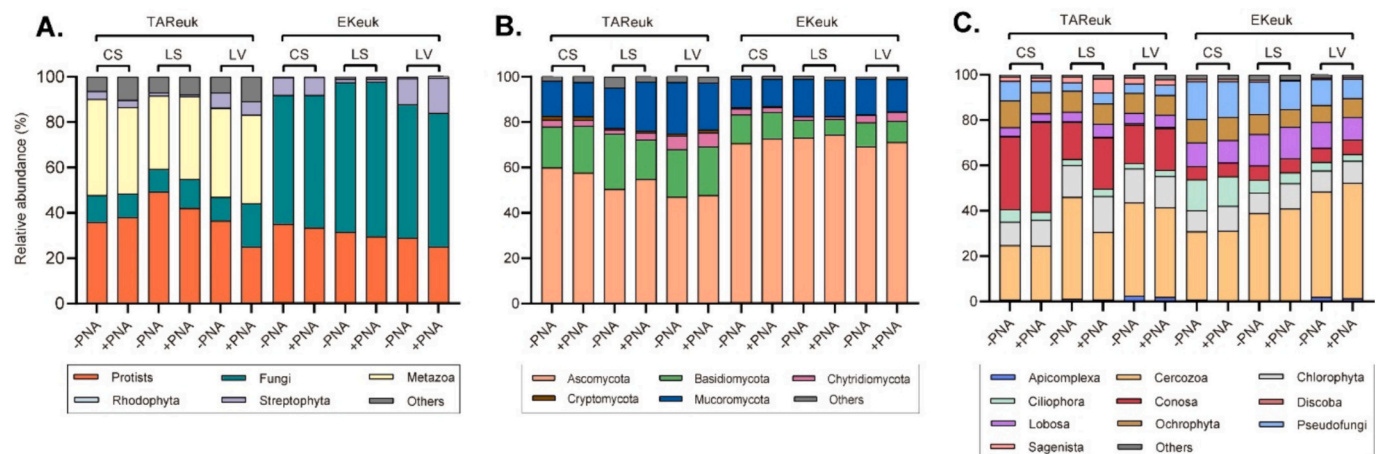 A.
TAReuk EKeuk
CS LS LV CS LS LV
Relative abundance (%)
100
80
60
40
20
0
-PNA +PNA -PNA +PNA -PNA +PNA -PNA +PNA -PNA +PNA -PNA +PNA
Protists Fungi Metazoa
Rhodophyta Streptophyta Others
B.
TAReuk EKeuk
CS LS LV CS LS LV
100
80
60
40
20
0
-PNA +PNA -PNA +PNA -PNA +PNA -PNA +PNA -PNA +PNA -PNA +PNA
Ascomycota Basidiomycota Chytridiomycota
Cryptomycota Mucoromycota Others
C.
TAReuk EKeuk
CS LS LV CS LS LV
100
80
60
40
20
0
-PNA +PNA -PNA +PNA -PNA +PNA -PNA +PNA -PNA +PNA -PNA +PNA
Apicomplexa Cercozoa Chlorophyta
Ciliophora Conosa Discoba
Lobosa Ochrophyta Pseudofungi
Sagenista Others